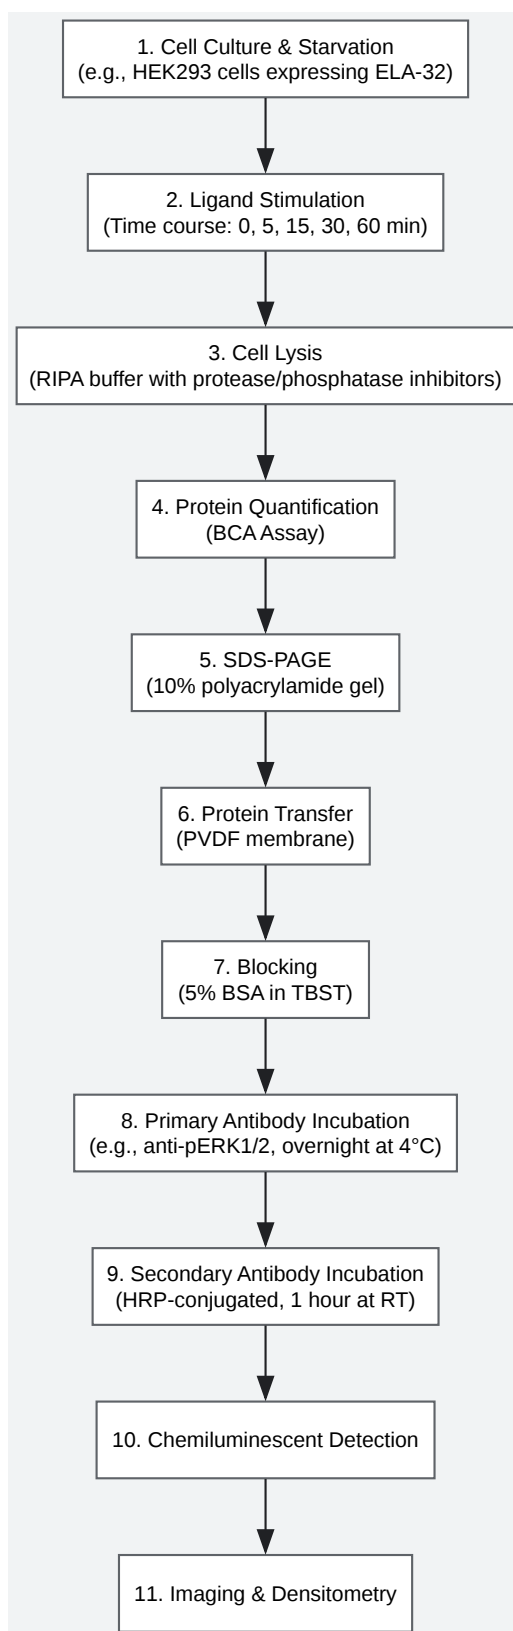 1. Cell Culture & Starvation
(e.g., HEK293 cells expressing ELA-32)
2. Ligand Stimulation
(Time course: 0, 5, 15, 30, 60 min)
3. Cell Lysis
(RIPA buffer with protease/phosphatase inhibitors)
4. Protein Quantification
(BCA Assay)
5. SDS-PAGE
(10% polyacrylamide gel)
6. Protein Transfer
(PVDF membrane)
7. Blocking
(5% BSA in TBST)
8. Primary Antibody Incubation
(e.g., anti-pERK1/2, overnight at 4°C)
9. Secondary Antibody Incubation
(HRP-conjugated, 1 hour at RT)
10. Chemiluminescent Detection
11. Imaging & Densitometry